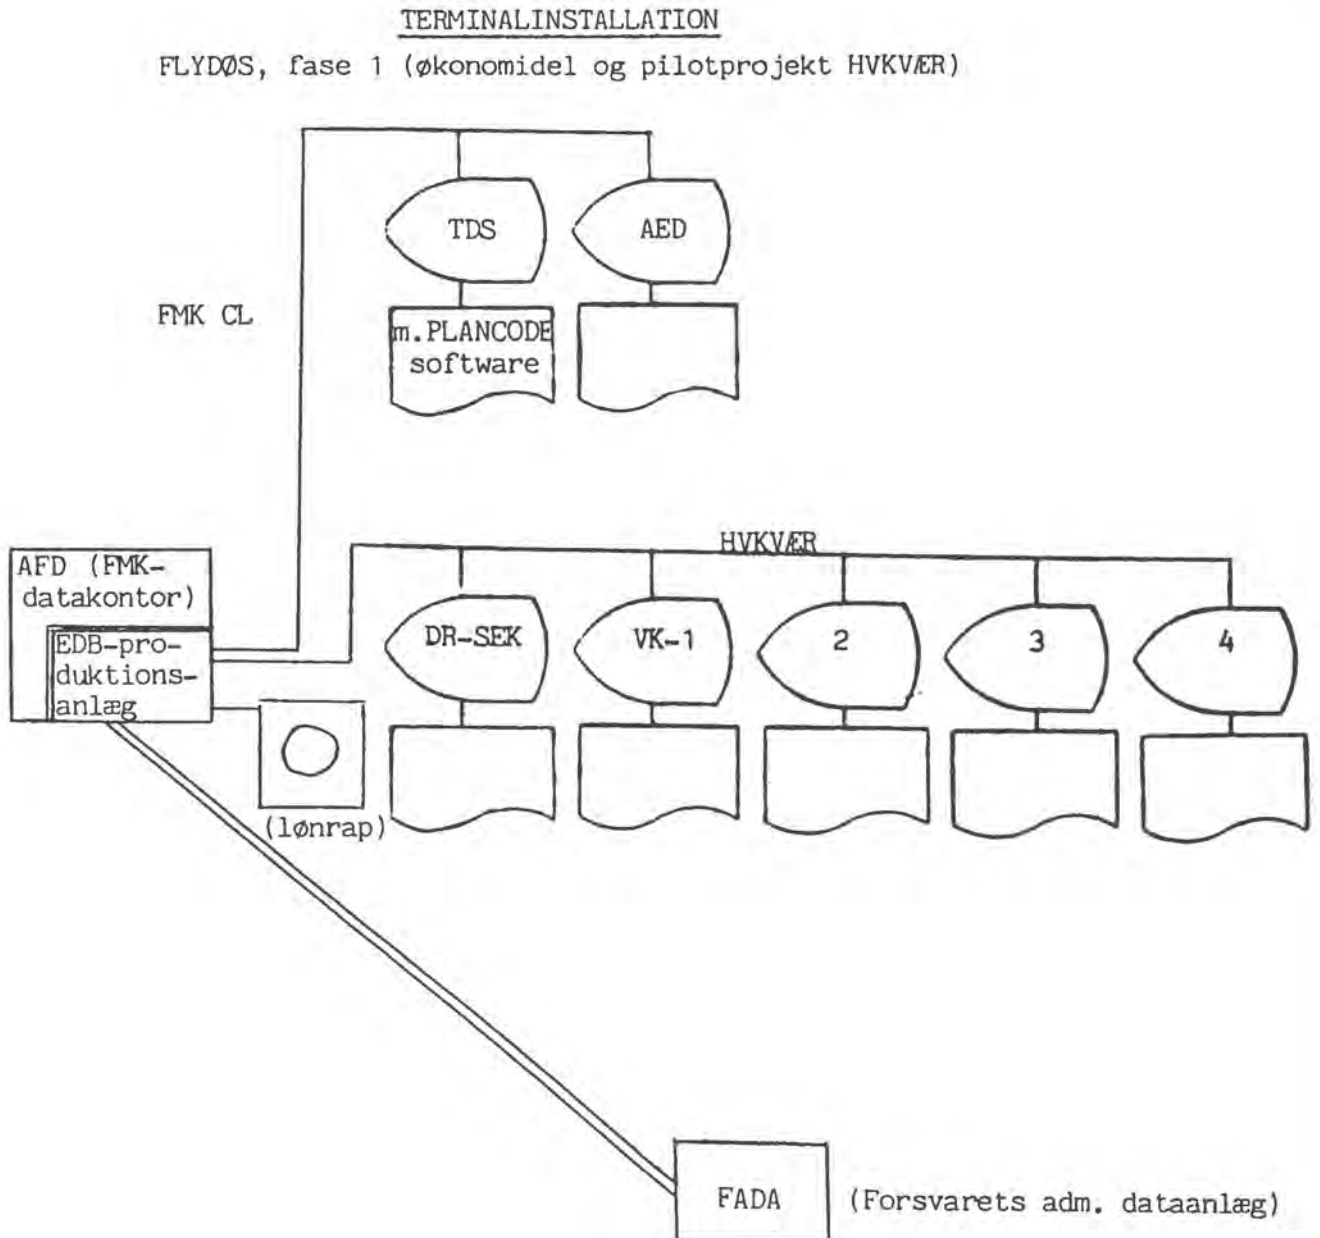 TERMINALINSTALLATION
FLYDØS, fase 1 (økonomidel og pilotprojekt HVKVÆR)
TDS
AED
FMK CL
m.PLANCODE
software
HVKVÆR
AFD (FMK-
datakontor)
EDB-pro-
duktions-
anlæg
DR-SEK
VK-1
2
3
4
(lønrap)
FADA
(Forsvarets adm. dataanlæg)